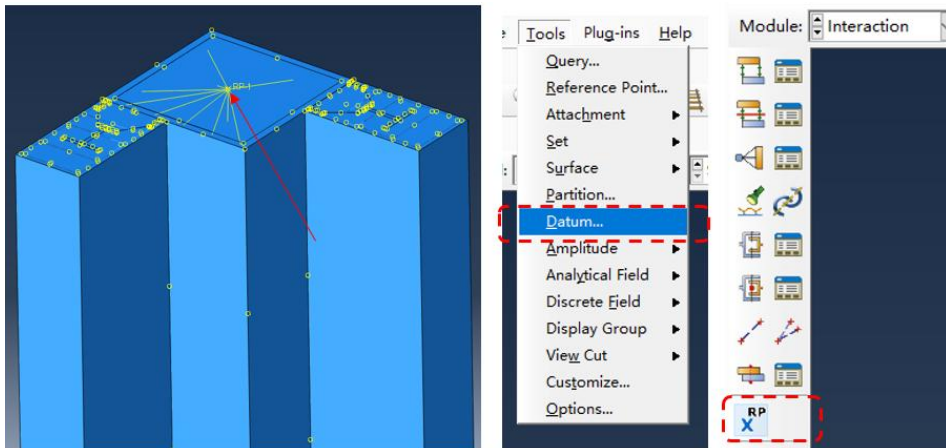 RP-1
Tools Plug-ins Help
Query...
Reference Point...
Attachment
Set
Surface
Partition...
Datum...
Amplitude
Analytical Field
Discrete Field
Display Group
View Cut
Customize...
Options...
Module: Interaction
RP
X